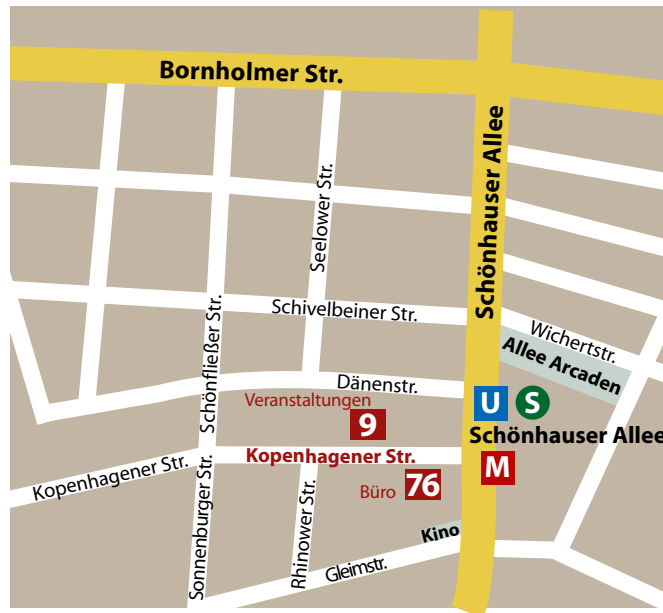 Bornholmer Str.
Schönhauser Allee
Seelower Str.
Schivelbeiner Str.
Wichertstr.
Allee Arcaden
Schönfließer Str.
Dänenstr.
Veranstaltungen
9
U S
Schönhauser Allee
Kopenhagener Str.
Kopenhagener Str.
M
Büro 76
Sonnenburger Str.
Rhinower Str.
Kino
Gleimstr.